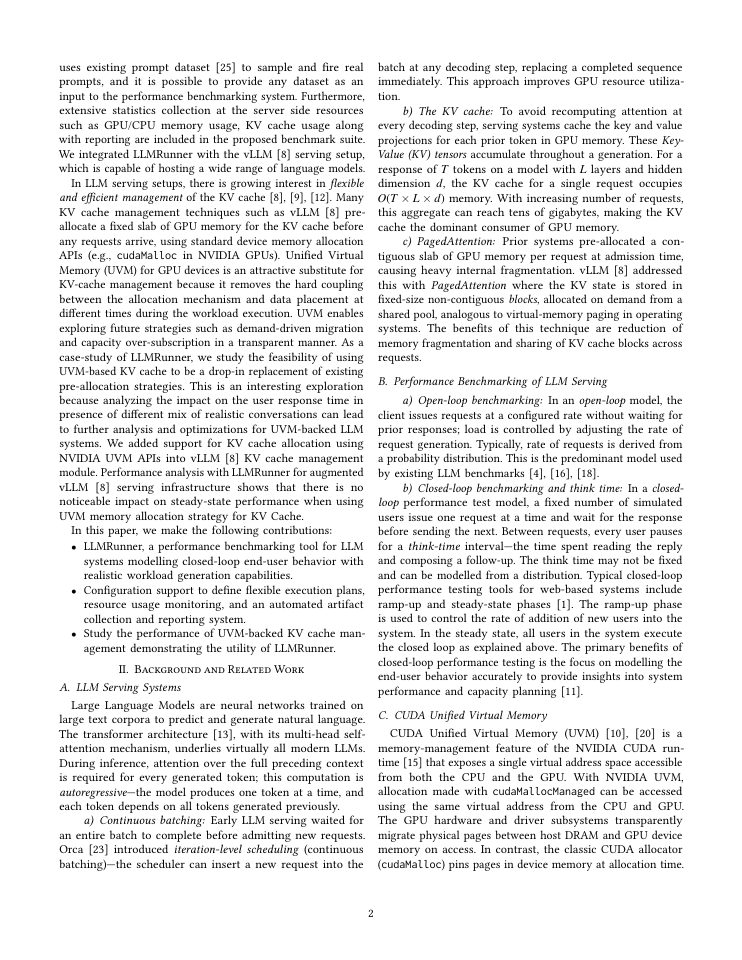 uses existing prompt dataset [25] to sample and fire real
prompts, and it is possible to provide any dataset as an
input to the performance benchmarking system. Furthermore,
extensive statistics collection at the server side resources
such as GPU/CPU memory usage, KV cache usage along
with reporting are included in the proposed benchmark suite.
We integrated LLMRunner with the vLLM [8] serving setup,
which is capable of hosting a wide range of language models.
In LLM serving setups, there is growing interest in flexible
and efficient management of the KV cache [8], [9], [12]. Many
KV cache management techniques such as vLLM [8] pre-
allocate a fixed slab of GPU memory for the KV cache before
any requests arrive, using standard device memory allocation
APIs (e.g., cudaMalloc in NVIDIA GPUs). Unified Virtual
Memory (UVM) for GPU devices is an attractive substitute for
KV-cache management because it removes the hard coupling
between the allocation mechanism and data placement at
different times during the workload execution. UVM enables
exploring future strategies such as demand-driven migration
and capacity over-subscription in a transparent manner. As a
case-study of LLMRunner, we study the feasibility of using
UVM-based KV cache to be a drop-in replacement of existing
pre-allocation strategies. This is an interesting exploration
because analyzing the impact on the user response time in
presence of different mix of realistic conversations can lead
to further analysis and optimizations for UVM-backed LLM
systems. We added support for KV cache allocation using
NVIDIA UVM APIs into vLLM [8] KV cache management
module. Performance analysis with LLMRunner for augmented
vLLM [8] serving infrastructure shows that there is no
noticeable impact on steady-state performance when using
UVM memory allocation strategy for KV Cache.
In this paper, we make the following contributions:
• LLMRunner, a performance benchmarking tool for LLM
systems modelling closed-loop end-user behavior with
realistic workload generation capabilities.
• Configuration support to define flexible execution plans,
resource usage monitoring, and an automated artifact
collection and reporting system.
• Study the performance of UVM-backed KV cache man-
agement demonstrating the utility of LLMRunner.
II. Background and Related Work
A. LLM Serving Systems
Large Language Models are neural networks trained on
large text corpora to predict and generate natural language.
The transformer architecture [13], with its multi-head self-
attention mechanism, underlies virtually all modern LLMs.
During inference, attention over the full preceding context
is required for every generated token; this computation is
autoregressive—the model produces one token at a time, and
each token depends on all tokens generated previously.
a) Continuous batching: Early LLM serving waited for
an entire batch to complete before admitting new requests.
Orca [23] introduced iteration-level scheduling (continuous
batching)—the scheduler can insert a new request into the
batch at any decoding step, replacing a completed sequence
immediately. This approach improves GPU resource utiliza-
tion.
b) The KV cache: To avoid recomputing attention at
every decoding step, serving systems cache the key and value
projections for each prior token in GPU memory. These Key-
Value (KV) tensors accumulate throughout a generation. For a
response of T tokens on a model with L layers and hidden
dimension d, the KV cache for a single request occupies
O(T × L × d) memory. With increasing number of requests,
this aggregate can reach tens of gigabytes, making the KV
cache the dominant consumer of GPU memory.
c) PagedAttention: Prior systems pre-allocated a con-
tiguous slab of GPU memory per request at admission time,
causing heavy internal fragmentation. vLLM [8] addressed
this with PagedAttention where the KV state is stored in
fixed-size non-contiguous blocks, allocated on demand from a
shared pool, analogous to virtual-memory paging in operating
systems. The benefits of this technique are reduction of
memory fragmentation and sharing of KV cache blocks across
requests.
B. Performance Benchmarking of LLM Serving
a) Open-loop benchmarking: In an open-loop model, the
client issues requests at a configured rate without waiting for
prior responses; load is controlled by adjusting the rate of
request generation. Typically, rate of requests is derived from
a probability distribution. This is the predominant model used
by existing LLM benchmarks [4], [16], [18].
b) Closed-loop benchmarking and think time: In a closed-
loop performance test model, a fixed number of simulated
users issue one request at a time and wait for the response
before sending the next. Between requests, every user pauses
for a think-time interval—the time spent reading the reply
and composing a follow-up. The think time may not be fixed
and can be modelled from a distribution. Typical closed-loop
performance testing tools for web-based systems include
ramp-up and steady-state phases [1]. The ramp-up phase
is used to control the rate of addition of new users into the
system. In the steady state, all users in the system execute
the closed loop as explained above. The primary benefits of
closed-loop performance testing is the focus on modelling the
end-user behavior accurately to provide insights into system
performance and capacity planning [11].
C. CUDA Unified Virtual Memory
CUDA Unified Virtual Memory (UVM) [10], [20] is a
memory-management feature of the NVIDIA CUDA run-
time [15] that exposes a single virtual address space accessible
from both the CPU and the GPU. With NVIDIA UVM,
allocation made with cudaMallocManaged can be accessed
using the same virtual address from the CPU and GPU.
The GPU hardware and driver subsystems transparently
migrate physical pages between host DRAM and GPU device
memory on access. In contrast, the classic CUDA allocator
(cudaMalloc) pins pages in device memory at allocation time.
2